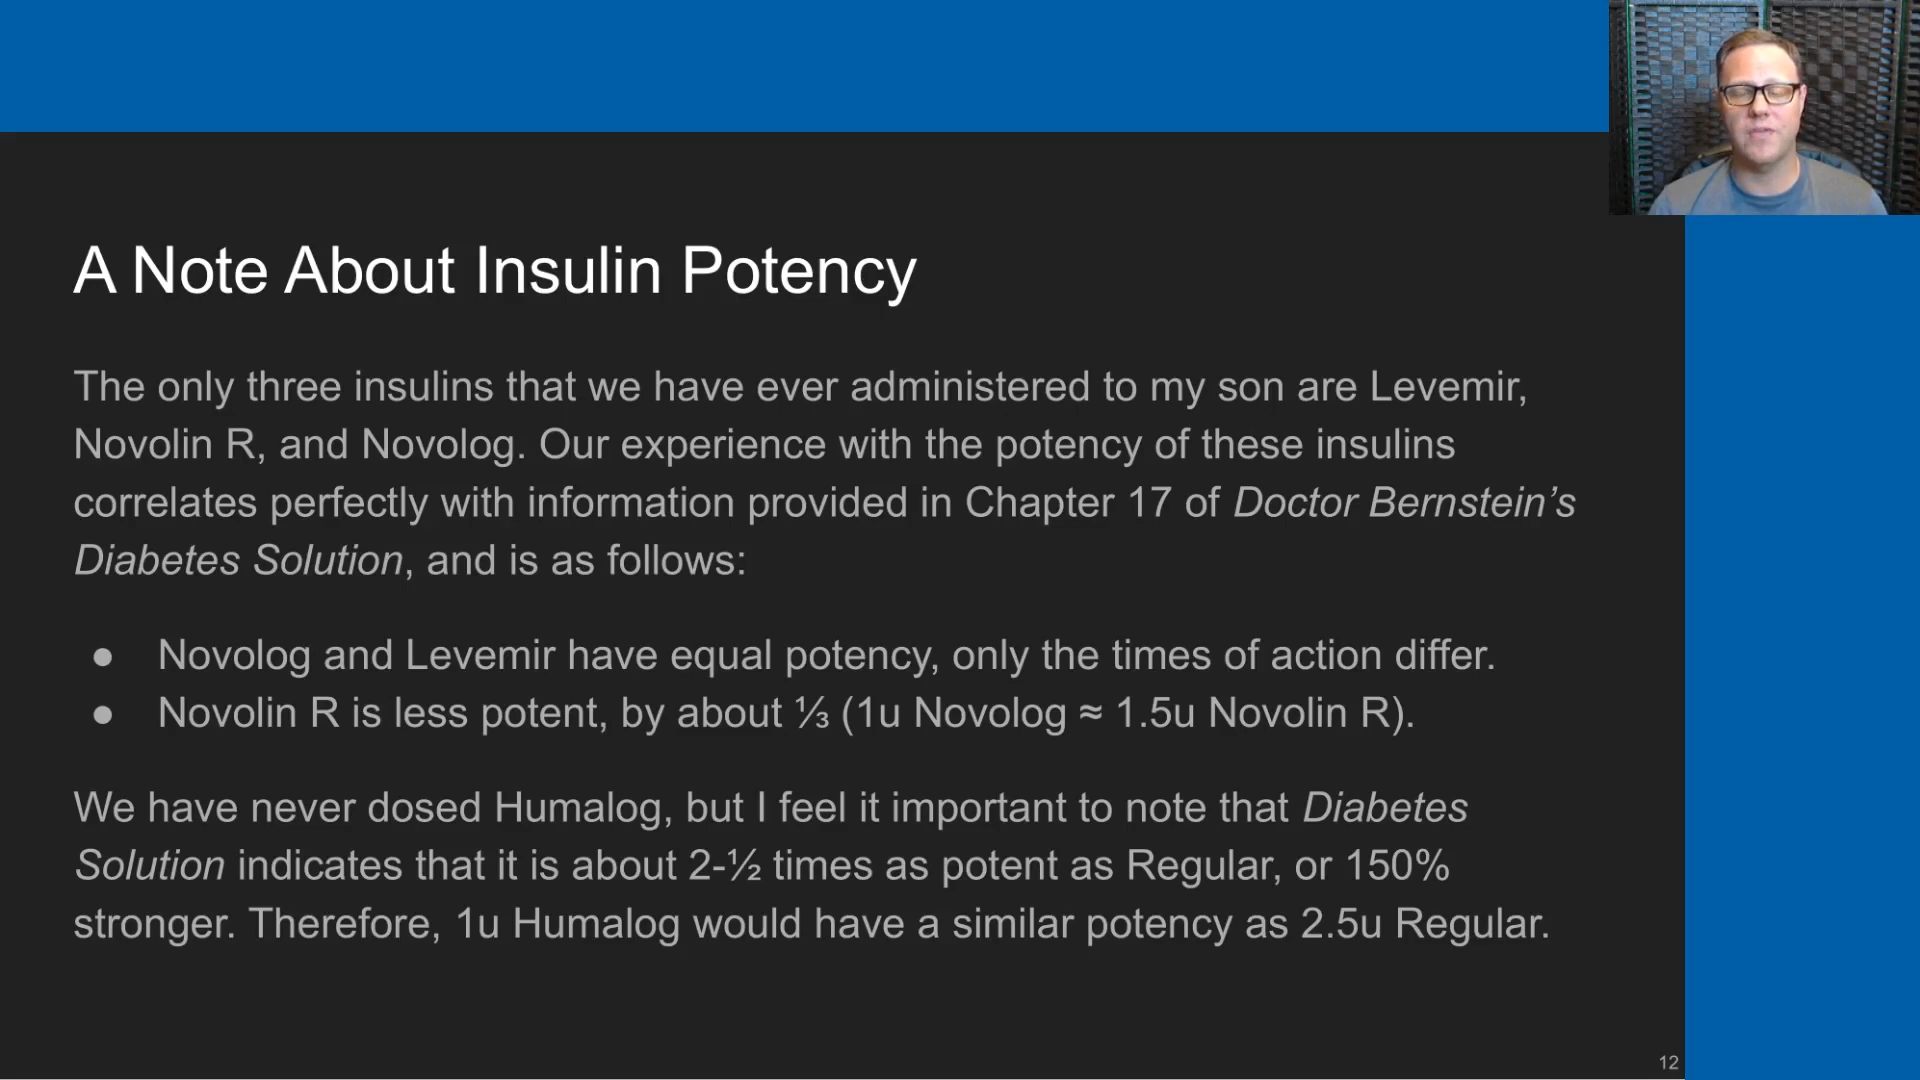 A Note About Insulin Potency
The only three insulins that we have ever administered to my son are Levemir,
Novolin R, and Novolog. Our experience with the potency of these insulins
correlates perfectly with information provided in Chapter 17 of Doctor Bernstein’s
Diabetes Solution, and is as follows:
● Novolog and Levemir have equal potency, only the times of action differ.
● Novolin R is less potent, by about ⅓ (1u Novolog ≈ 1.5u Novolin R).
We have never dosed Humalog, but I feel it important to note that Diabetes
Solution indicates that it is about 2-½ times as potent as Regular, or 150%
stronger. Therefore, 1u Humalog would have a similar potency as 2.5u Regular.
12